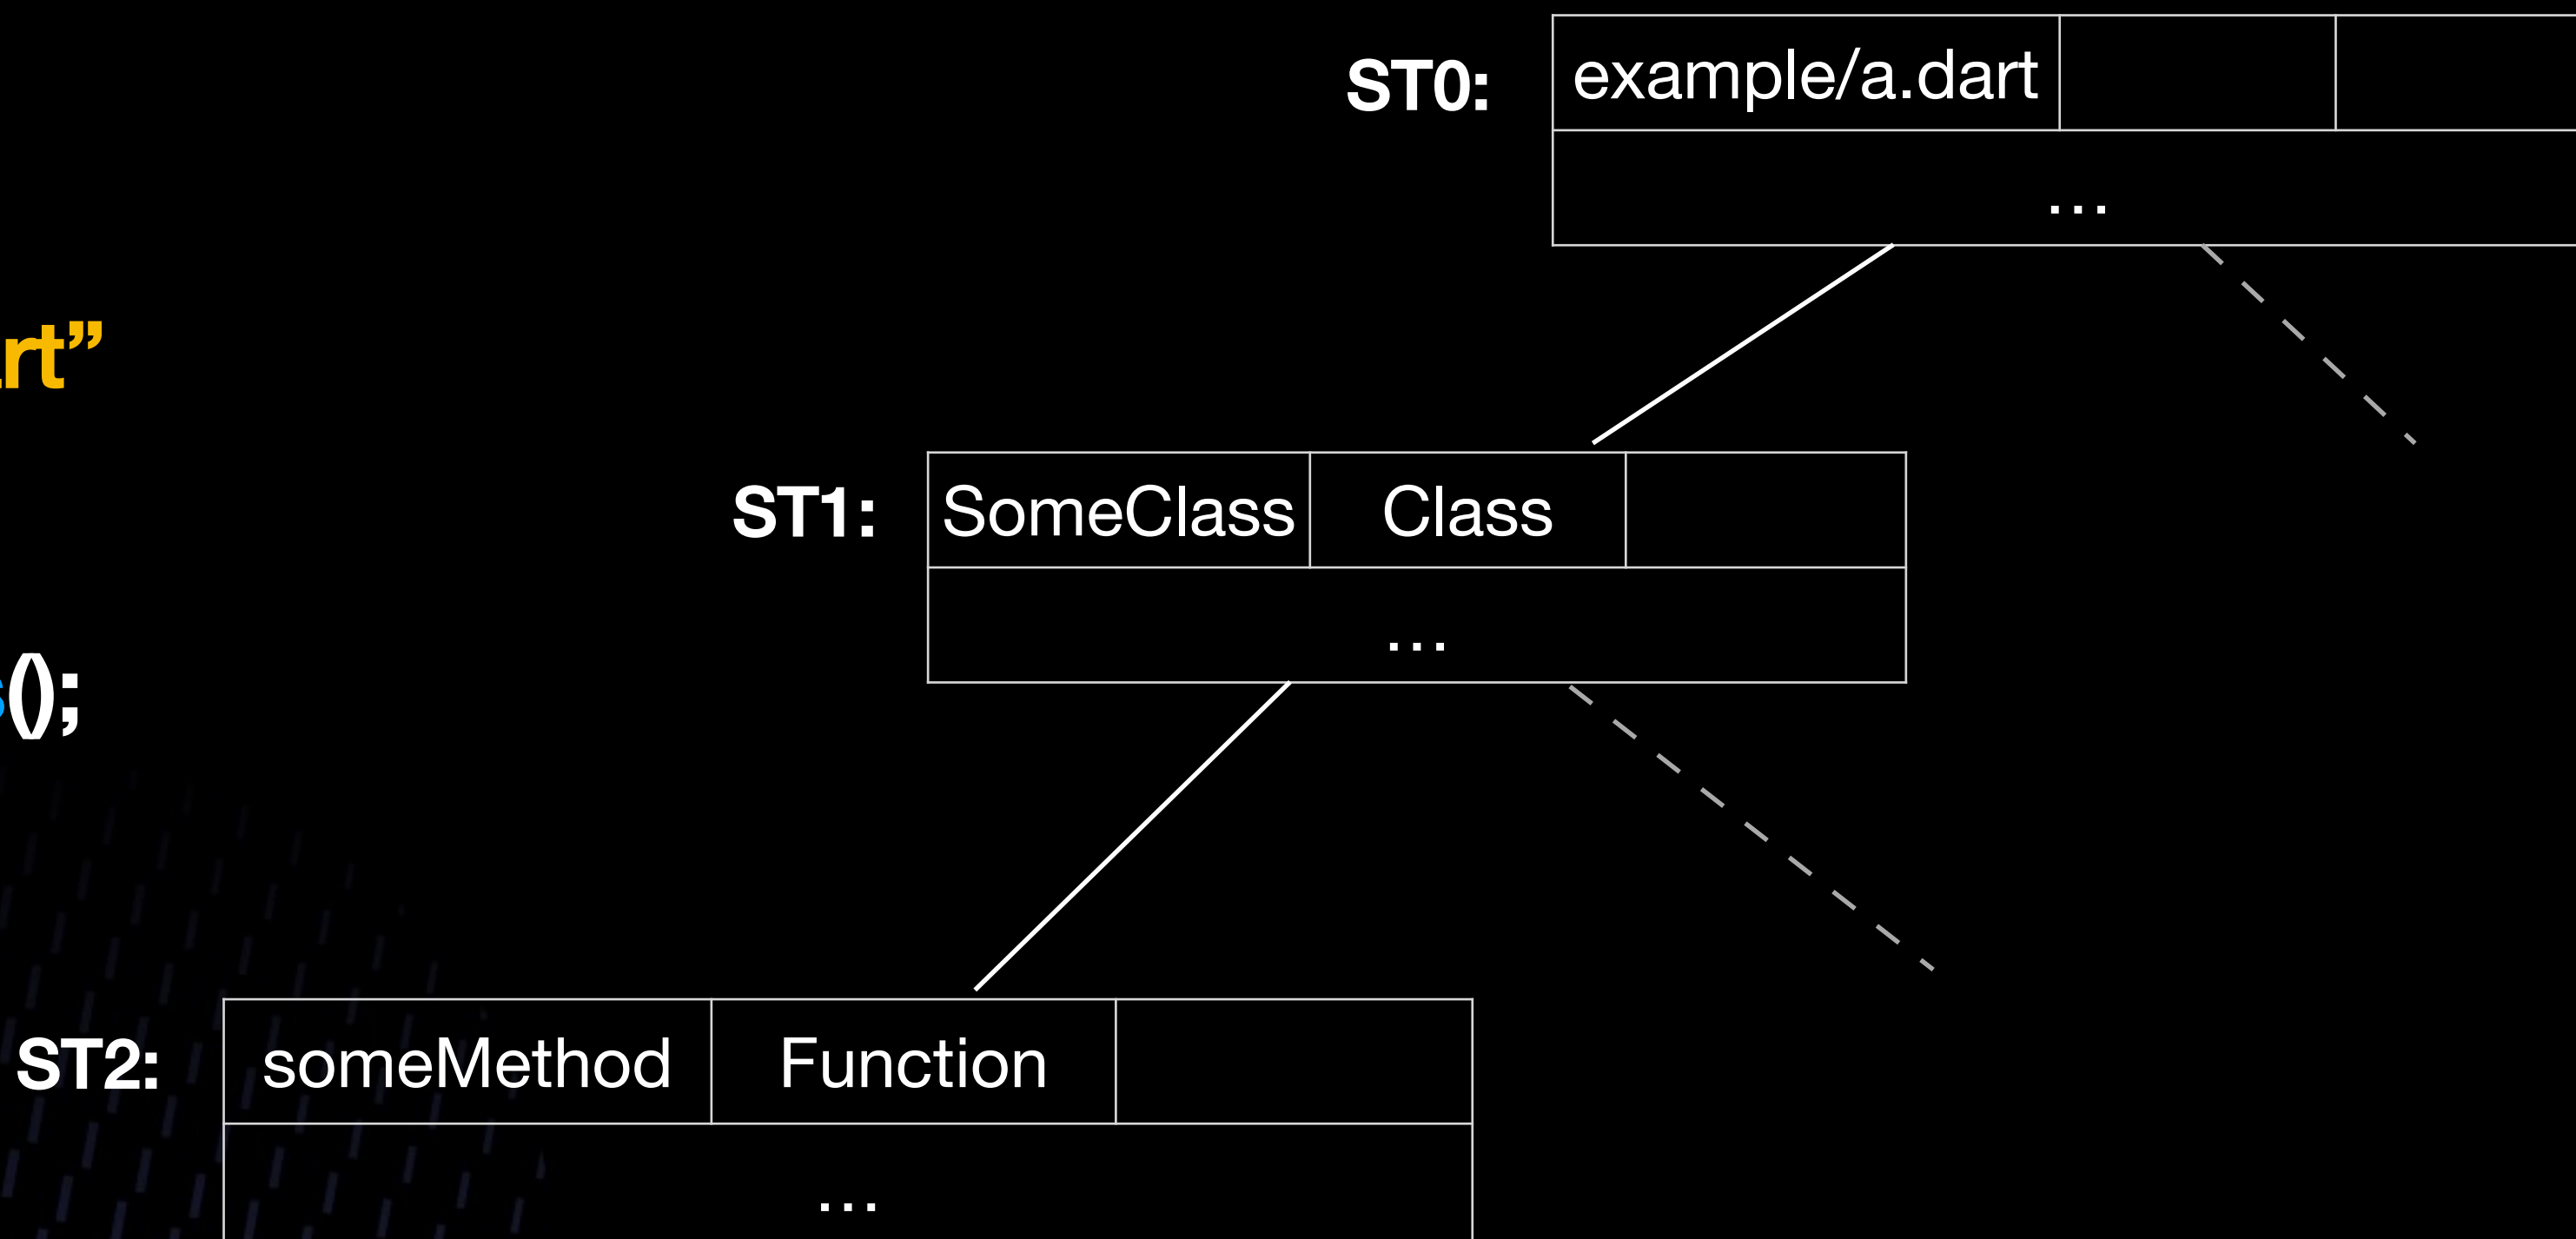 ST0: example/a.dart
...
rt”
ST1: SomeClass Class
...
();
ST2: someMethod Function
...